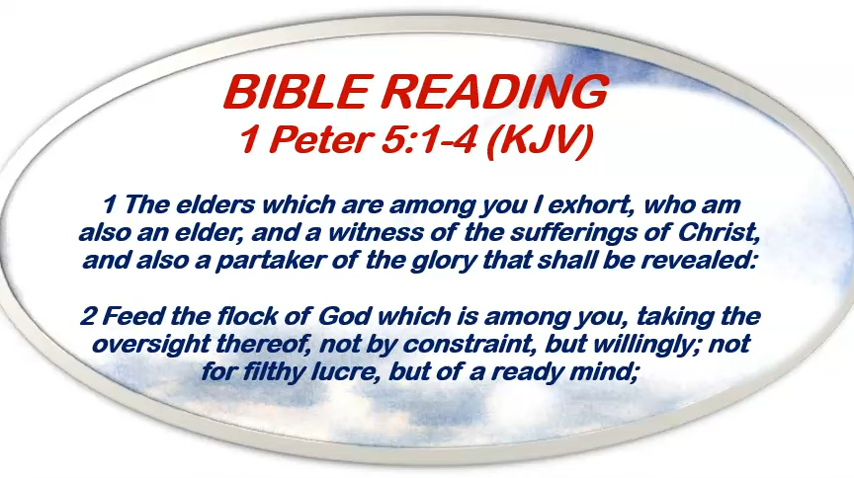 BIBLE READING
1 Peter 5:1-4 (KJV)
1 The elders which are among you I exhort, who am
also an elder, and a witness of the sufferings of Christ,
and also a partaker of the glory that shall be revealed:
2 Feed the flock of God which is among you, taking the
oversight thereof, not by constraint, but willingly; not
for filthy lucre, but of a ready mind;